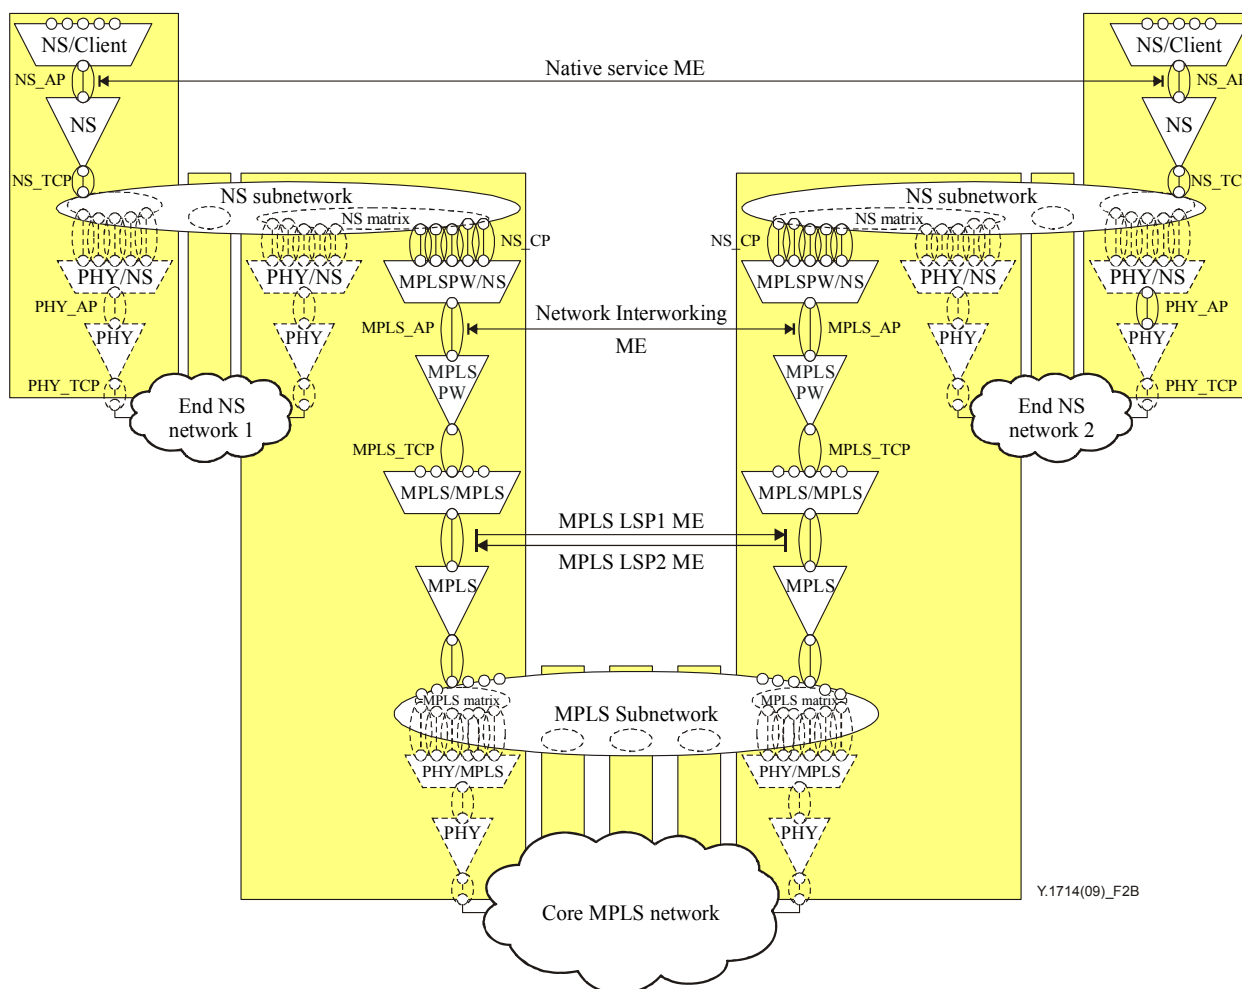 NS/Client
NS/Client
Native service ME
NS_AP
NS_AP
NS
NS
NS_TCP
NS_TCP
NS subnetwork
NS subnetwork
NS matrix
NS matrix
NS_CP
NS_CP
PHY/NS
PHY/NS
MPLSPW/NS
MPLSPW/NS
PHY/NS
PHY/NS
PHY_AP
MPLS_AP
Network Interworking
ME
MPLS_AP
PHY_AP
PHY
PHY
PHY
PHY
MPLS
PW
MPLS
PW
PHY_TCP
PHY_TCP
End NS
network 1
End NS
network 2
MPLS_TCP
MPLS_TCP
MPLS/MPLS
MPLS/MPLS
MPLS LSP1 ME
MPLS LSP2 ME
MPLS
MPLS
MPLS matrix
MPLS matrix
MPLS Subnetwork
PHY/MPLS
PHY/MPLS
PHY
PHY
Core MPLS network
Y.1714(09)_F2B